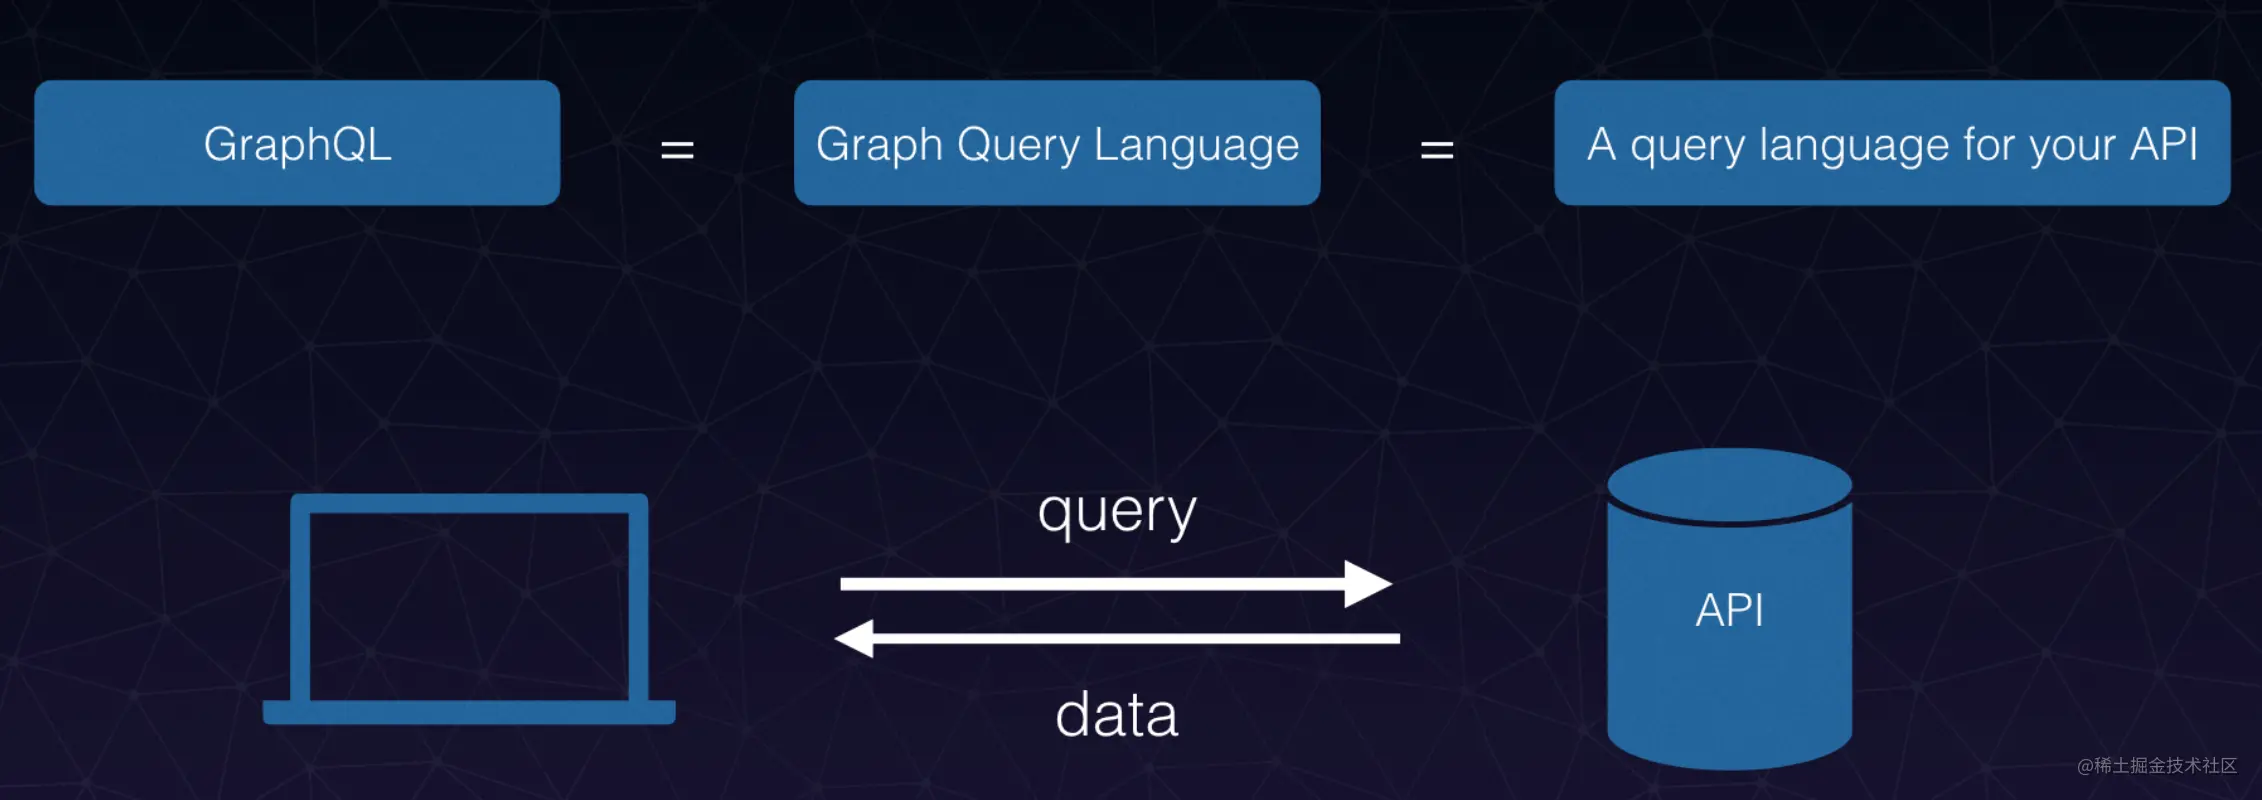 GraphQL
=
Graph Query Language
=
A query language for your API
query
data
API
@稀土掘金技术社区